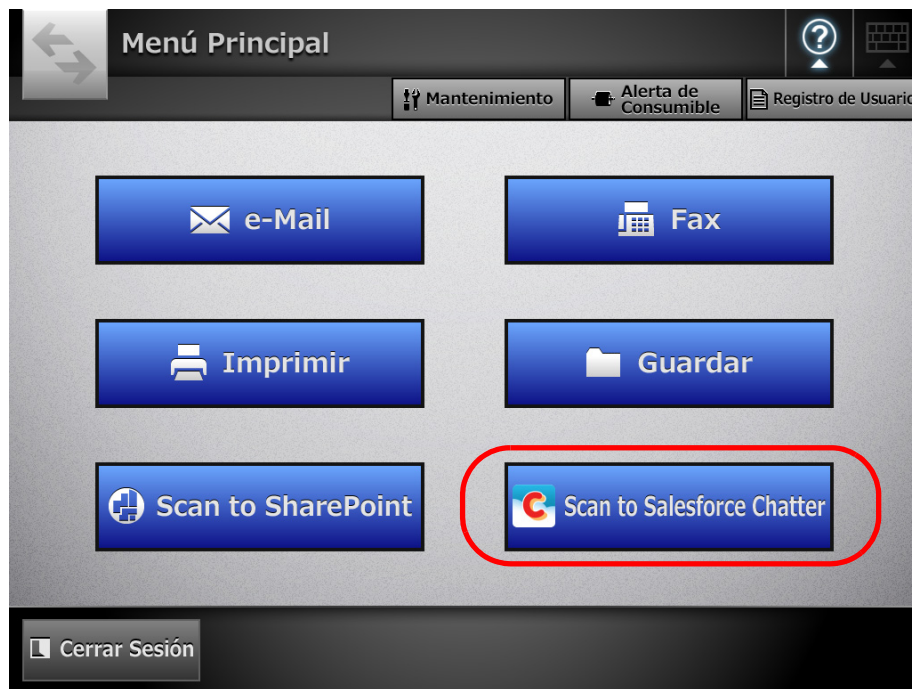 Menú Principal
?
Mantenimiento
Alerta de
Consumible
Registro de Usuario
e-Mail
Fax
Imprimir
Guardar
Scan to SharePoint
C Scan to Salesforce Chatter
Cerrar Sesión